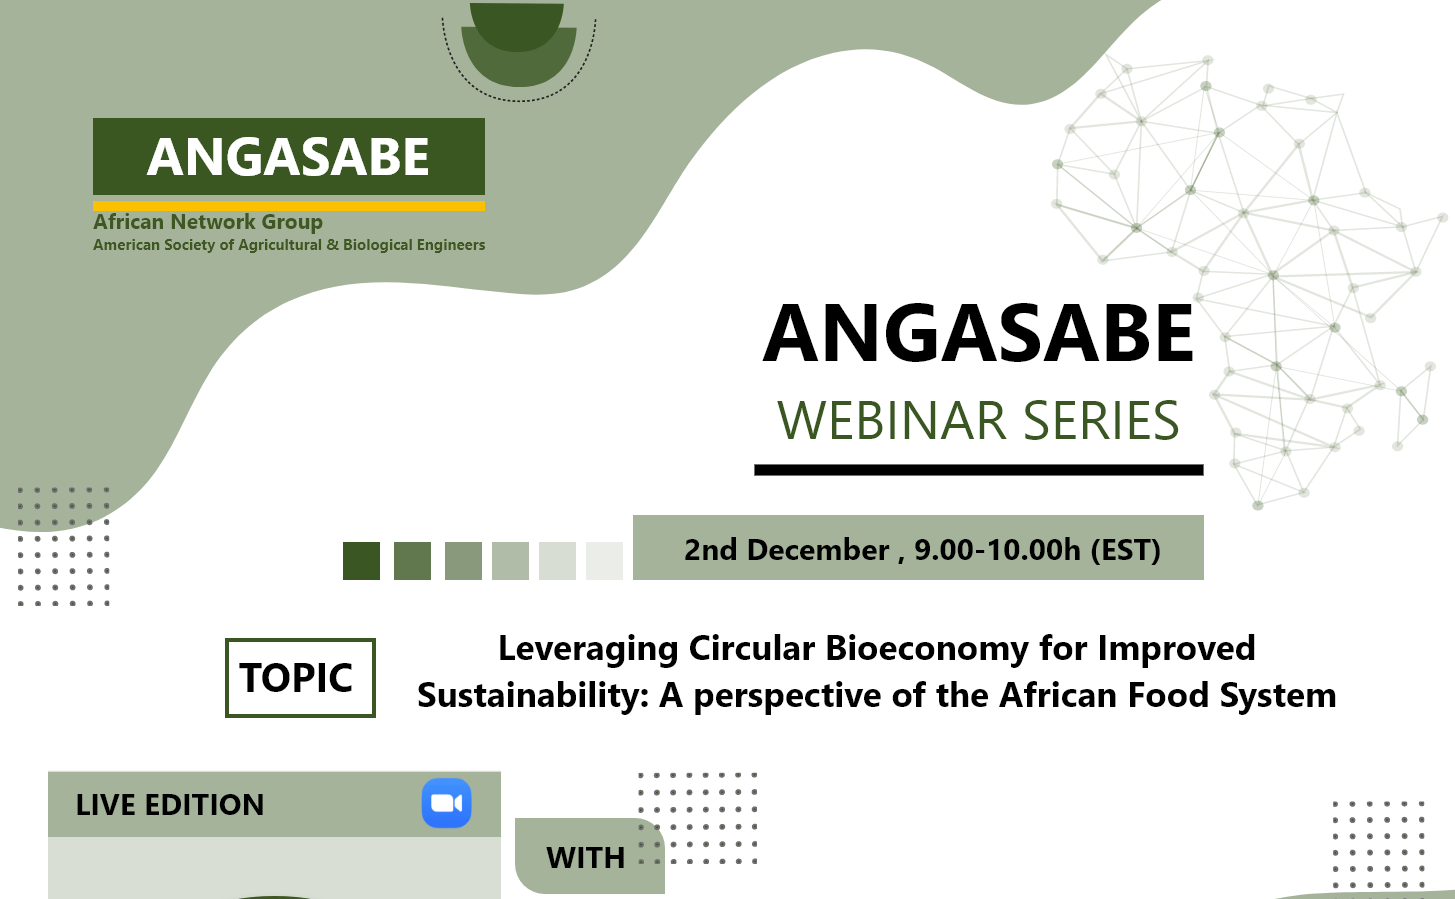 ANGASABE
African Network Group
American Society of Agricultural & Biological Engineers
ANGASABE
WEBINAR SERIES
2nd December , 9.00-10.00h (EST)
TOPIC
Leveraging Circular Bioeconomy for Improved
Sustainability: A perspective of the African Food System
LIVE EDITION
WITH